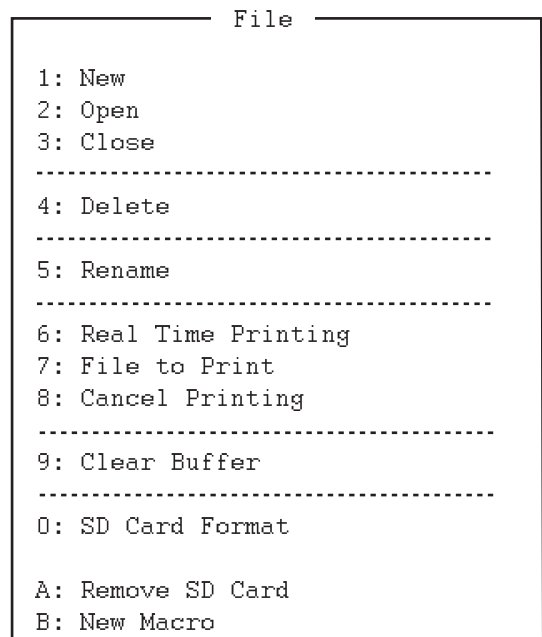 File
1: New
2: Open
3: Close
4: Delete
5: Rename
6: Real Time Printing
7: File to Print
8: Cancel Printing
9: Clear Buffer
0: SD Card Format
A: Remove SD Card
B: New Macro